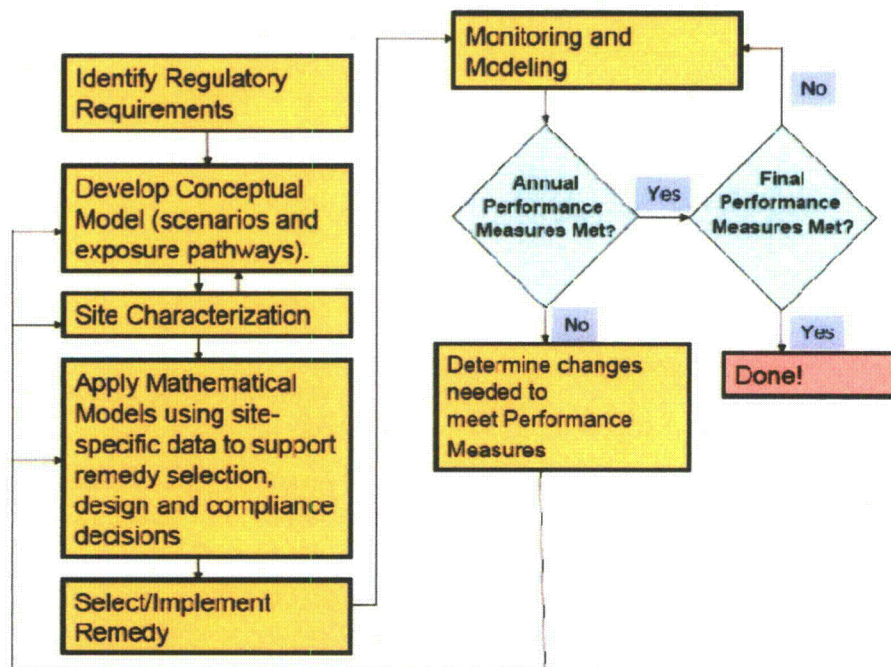 Identify Regulatory
Requirements
Develop Conceptual
Model (scenarios and
exposure pathways).
Site Characterization
Apply Mathematical
Models using site-
specific data to support
remedy selection,
design and compliance
decisions
Select/Implement
Remedy
Monitoring and
Modeling
Annual
Performance
Measures Met?
Yes
Final
Performance
Measures Met?
No
No
Yes
Determine changes
needed to
meet Performance
Measures
Done!